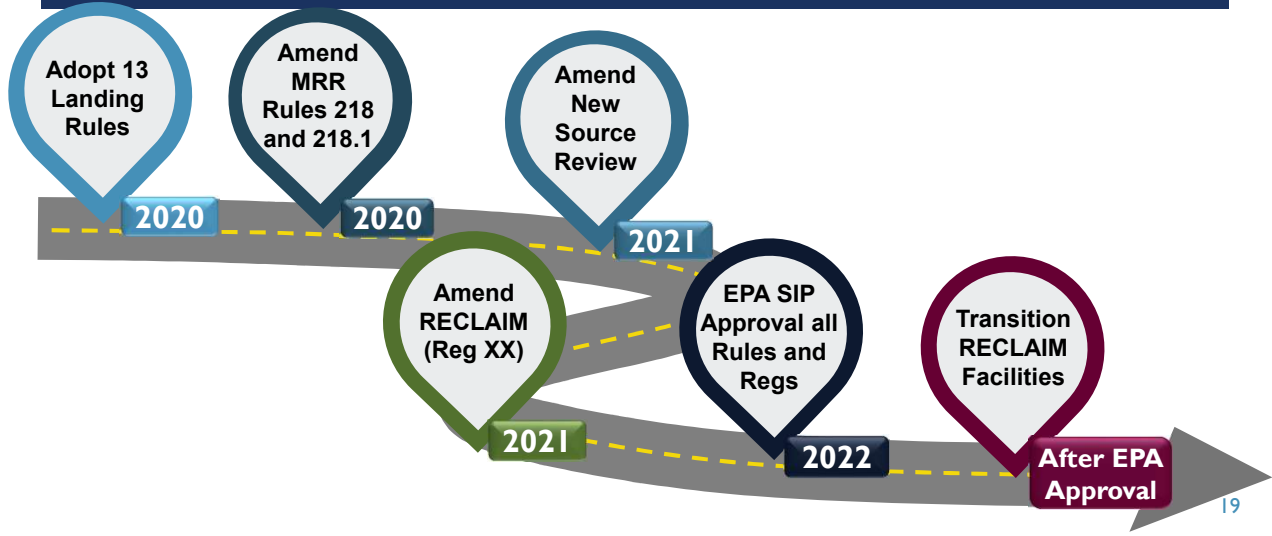 Adopt 13
Landing
Rules
2020
Amend
MRR
Rules 218
and 218.1
2020
Amend
New
Source
Review
2021
Amend
RECLAIM
(Reg XX)
2021
EPA SIP
Approval all
Rules and
Regs
2022
Transition
RECLAIM
Facilities
After EPA
Approval
19